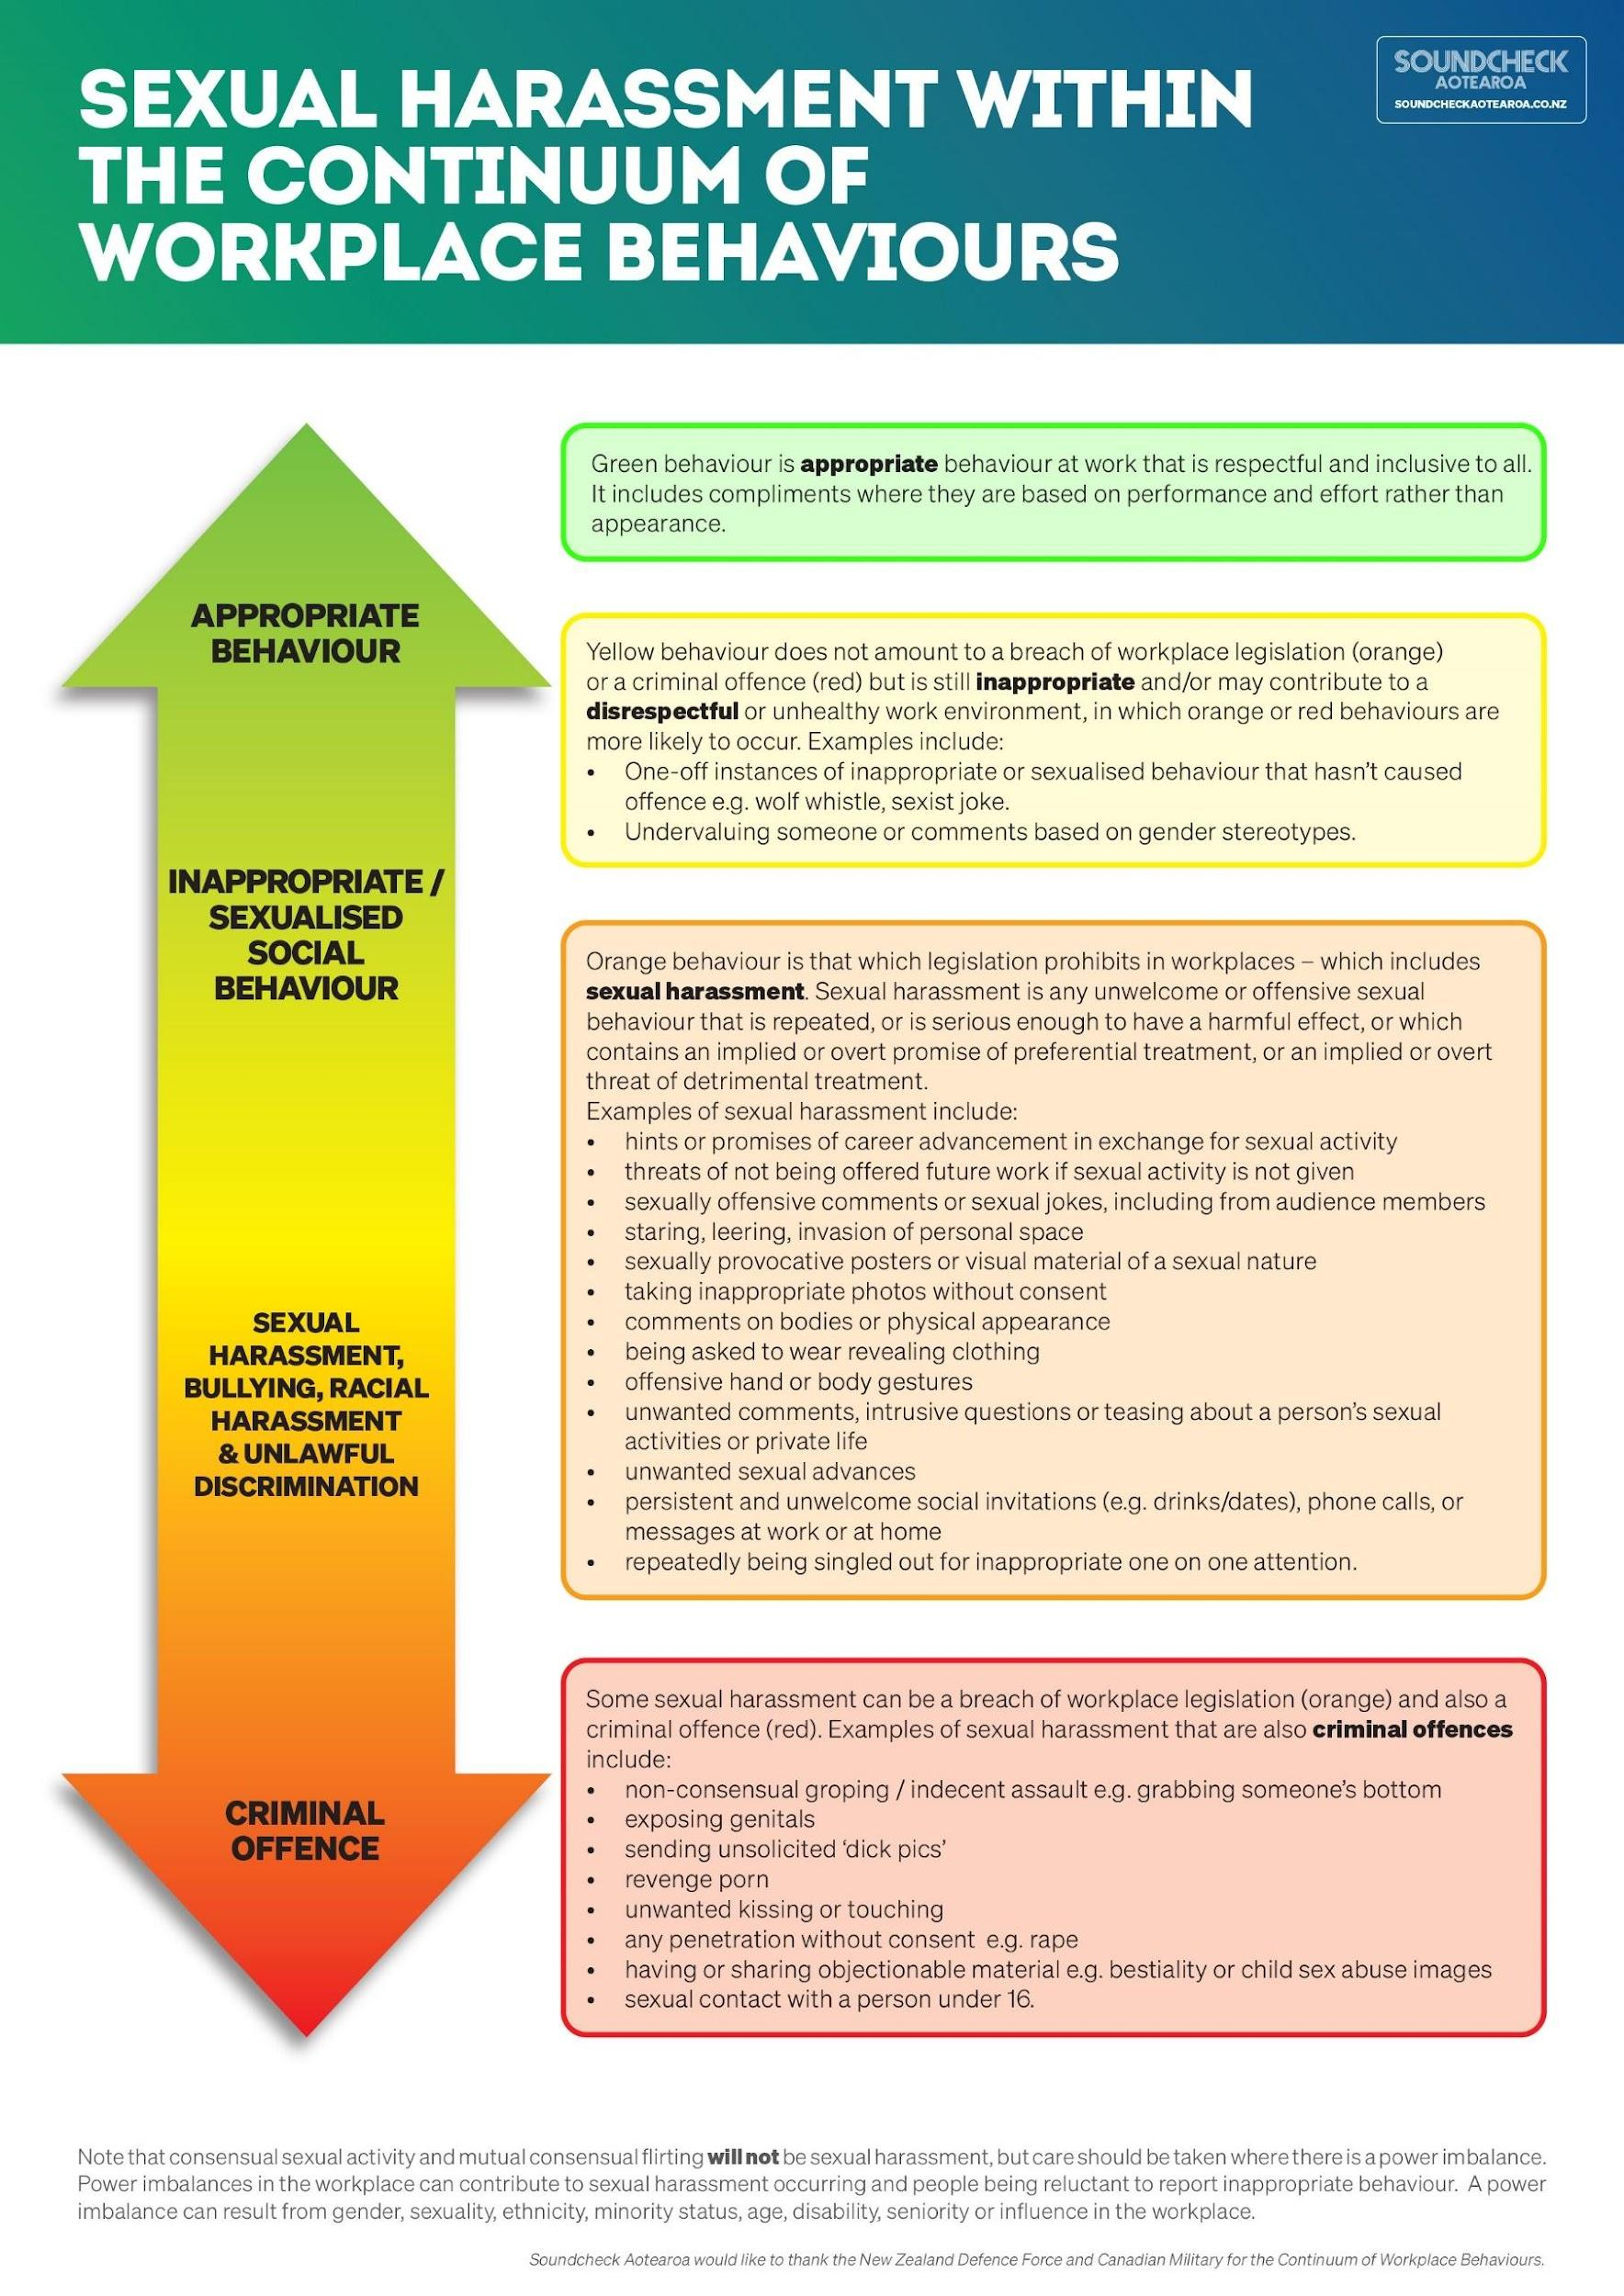 SEXUAL HARASSMENT WITHIN
THE CONTINUUM OF
WORKPLACE BEHAVIOURS
SOUNDCHECK
AOTEAROA
SOUNDCHECKAOTEAROA.CO.NZ
APPROPRIATE
BEHAVIOUR
INAPPROPRIATE /
SEXUALISED
SOCIAL
BEHAVIOUR
SEXUAL
HARASSMENT,
BULLYING, RACIAL
HARASSMENT
& UNLAWFUL
DISCRIMINATION
CRIMINAL
OFFENCE
Green behaviour is appropriate behaviour at work that is respectful and inclusive to all.
It includes compliments where they are based on performance and effort rather than
appearance.
Yellow behaviour does not amount to a breach of workplace legislation (orange)
or a criminal offence (red) but is still inappropriate and/or may contribute to a
disrespectful or unhealthy work environment, in which orange or red behaviours are
more likely to occur. Examples include:
• One-off instances of inappropriate or sexualised behaviour that hasn't caused
offence e.g. wolf whistle, sexist joke.
• Undervaluing someone or comments based on gender stereotypes.
Orange behaviour is that which legislation prohibits in workplaces – which includes
sexual harassment. Sexual harassment is any unwelcome or offensive sexual
behaviour that is repeated, or is serious enough to have a harmful effect, or which
contains an implied or overt promise of preferential treatment, or an implied or overt
threat of detrimental treatment.
Examples of sexual harassment include:
• hints or promises of career advancement in exchange for sexual activity
• threats of not being offered future work if sexual activity is not given
• sexually offensive comments or sexual jokes, including from audience members
• staring, leering, invasion of personal space
• sexually provocative posters or visual material of a sexual nature
• taking inappropriate photos without consent
• comments on bodies or physical appearance
• being asked to wear revealing clothing
• offensive hand or body gestures
• unwanted comments, intrusive questions or teasing about a person's sexual
activities or private life
• unwanted sexual advances
• persistent and unwelcome social invitations (e.g. drinks/dates), phone calls, or
messages at work or at home
• repeatedly being singled out for inappropriate one on one attention.
Some sexual harassment can be a breach of workplace legislation (orange) and also a
criminal offence (red). Examples of sexual harassment that are also criminal offences
include:
• non-consensual groping / indecent assault e.g. grabbing someone's bottom
• exposing genitals
• sending unsolicited 'dick pics'
• revenge porn
• unwanted kissing or touching
• any penetration without consent e.g. rape
• having or sharing objectionable material e.g. bestiality or child sex abuse images
• sexual contact with a person under 16.
Note that consensual sexual activity and mutual consensual flirting will not be sexual harassment, but care should be taken where there is a power imbalance.
Power imbalances in the workplace can contribute to sexual harassment occurring and people being reluctant to report inappropriate behaviour. A power
imbalance can result from gender, sexuality, ethnicity, minority status, age, disability, seniority or influence in the workplace.
Soundcheck Aotearoa would like to thank the New Zealand Defence Force and Canadian Military for the Continuum of Workplace Behaviours.